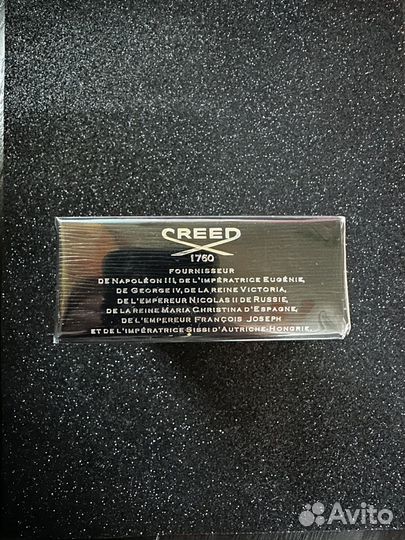 CREED
1760
FOURNISSEUR
DE NAPOLÉON III, DE L'IMPÉRATRICE EUGÉNIE,
DE GEORGE IV, DE LA REINE VICTORIA,
DE L'EMPEREUR NICOLAS II DE RUSSIE,
DE LA REINE MARIA CHRISTINA D'ESPAGNE,
DE L'EMPEREUR FRANÇOIS JOSEPH
ET DE L'IMPÉRATRICE SISSI D'AUTRICHE-HONGRIE.
Avito